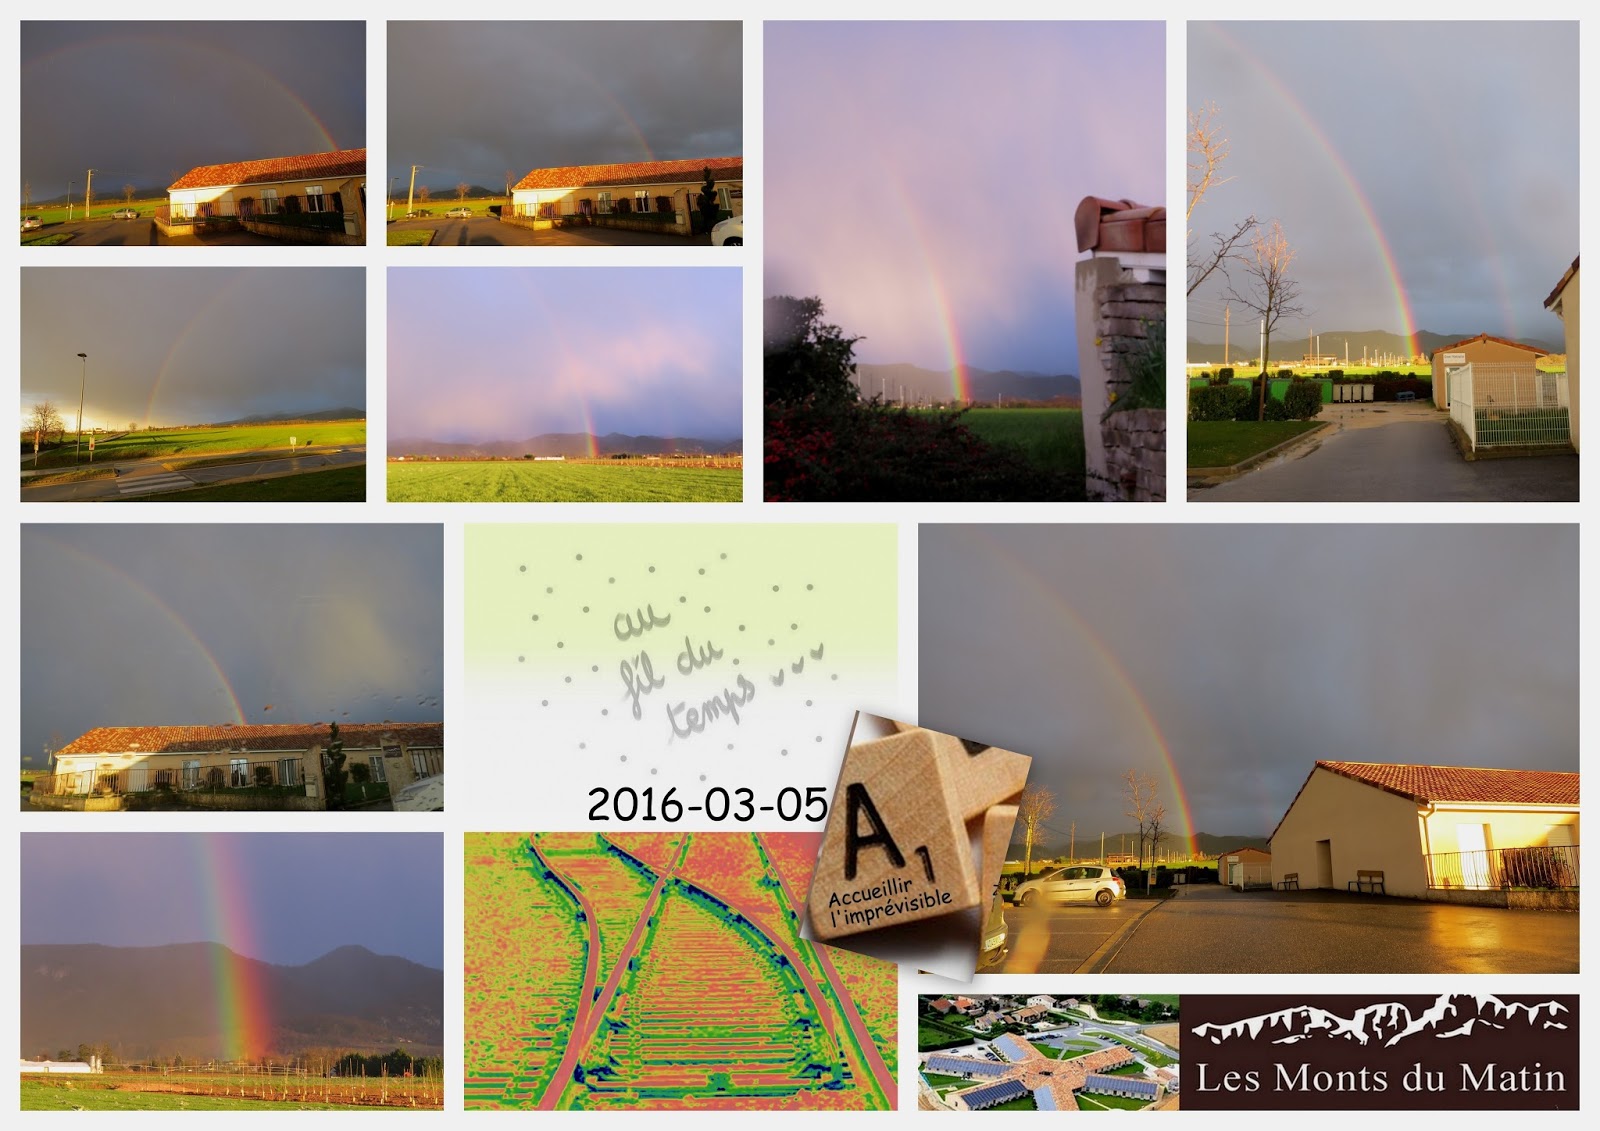 au
fil du
temps
2016-03-05
A1
Accueillir
l'imprévisible
Les Monts du Matin